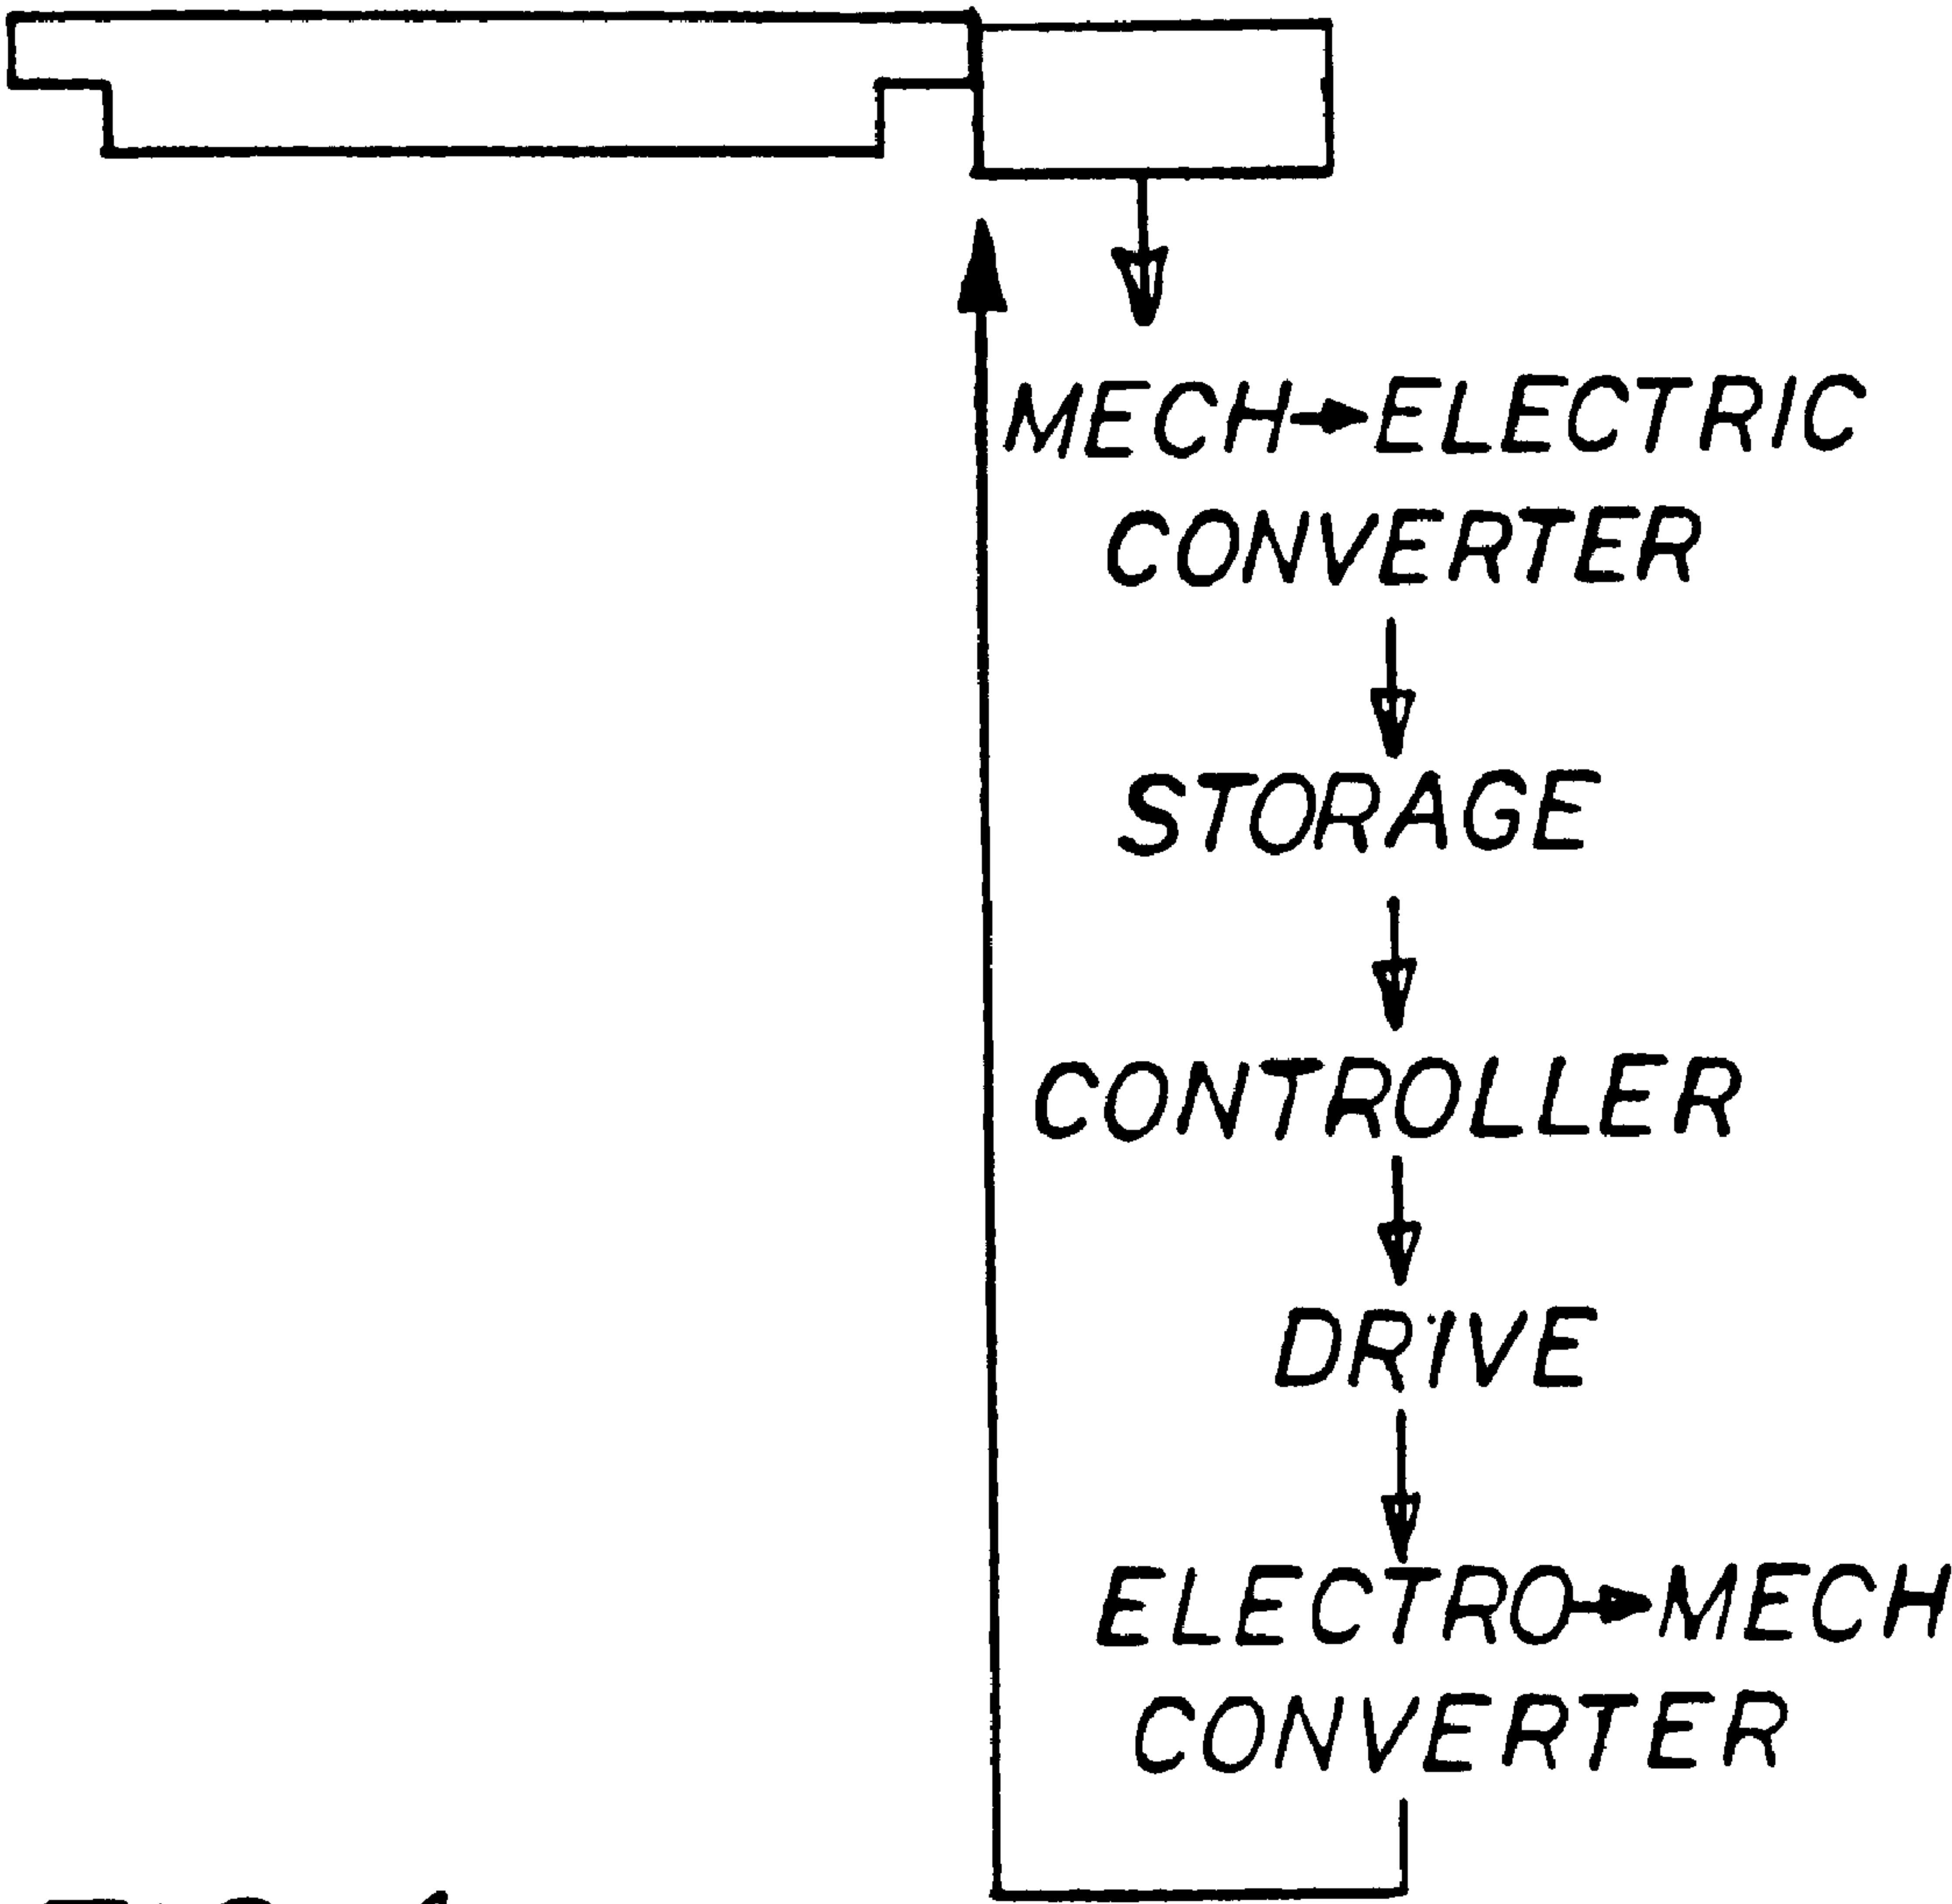 MECH→ELECTRIC
CONVERTER
STORAGE
CONTROLLER
DRIVE
ELECTRO→MECH
CONVERTER